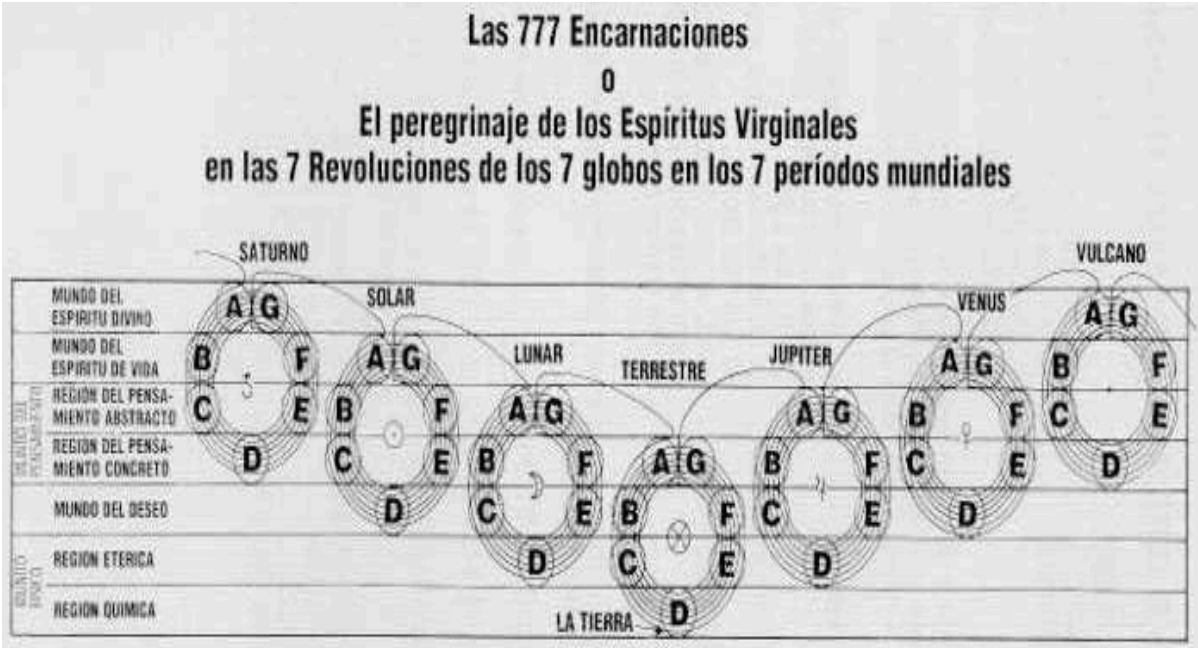 Las 777 Encarnaciones
O
El peregrinaje de los Espíritus Virginales
en las 7 Revoluciones de los 7 globos en los 7 períodos mundiales
SATURNO
VULCANO
SOLAR
VENUS
LUNAR
TERRESTRE
JUPITER
MUNDO DEL
ESPIRITU DIVINO
MUNDO DEL
ESPIRITU DE VIDA
REGION DEL PENSA-
MIENTO ABSTRACTO
REGION DEL PENSA-
MIENTO CONCRETO
MUNDO DEL DESEO
REGION ETERICA
REGION QUIMICA
A G
B F
C E
D
A G
B F
C E
D
A G
B F
C E
D
A G
B F
C E
D
A G
B F
C E
D
A G
B F
C E
D
A G
B F
C E
D
LA TIERRA